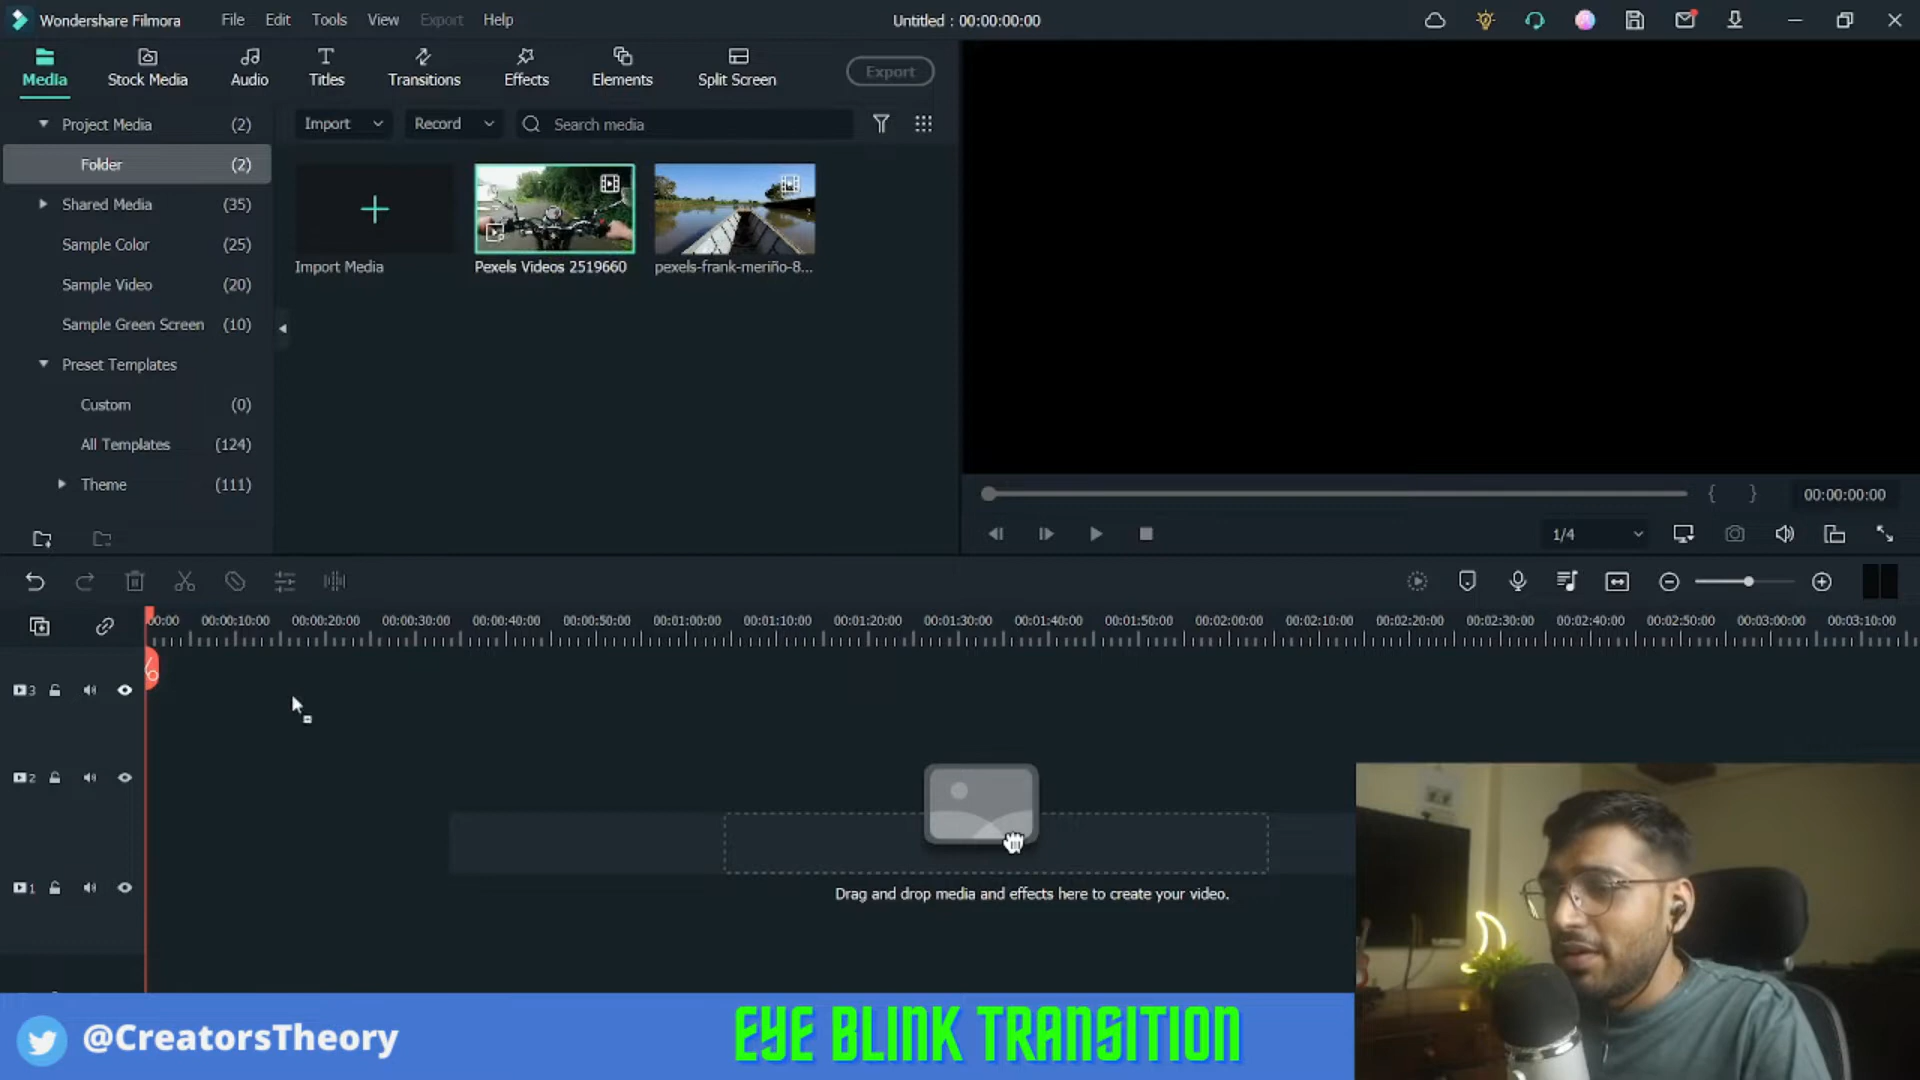 Wondershare Filmora
File
Edit
Tools
View
Export
Help
Untitled : 00:00:00:00
Media
Stock Media
Audio
Titles
Transitions
Effects
Elements
Split Screen
Export
Project Media (2)
Folder (2)
Shared Media (35)
Sample Color (25)
Sample Video (20)
Sample Green Screen (10)
Preset Templates
Custom (0)
All Templates (124)
Theme (111)
Import
Record
Search media
Import Media
Pexels Videos 2519660
pexels-frank-meriño-8...
00:00:00:00
1/4
00:00
00:00:10:00
00:00:20:00
00:00:30:00
00:00:40:00
00:00:50:00
00:01:00:00
00:01:10:00
00:01:20:00
00:01:30:00
00:01:40:00
00:01:50:00
00:02:00:00
00:02:10:00
00:02:20:00
00:02:30:00
00:02:40:00
00:02:50:00
00:03:00:00
00:03:10:00
3
2
1
Drag and drop media and effects here to create your video.
@CreatorsTheory
EYE BLINK TRANSITION